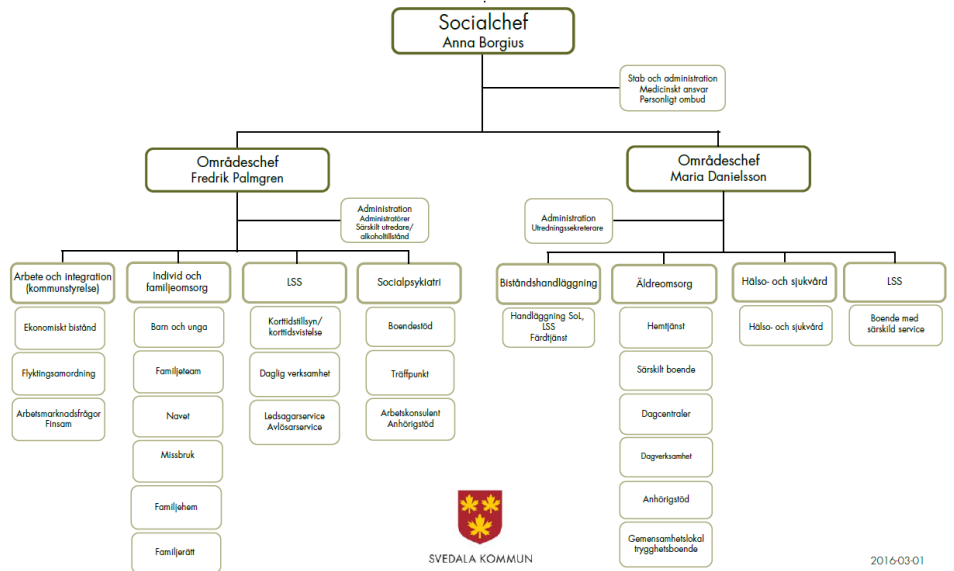 Socialchef
Anna Borgius
Stab och administration
Medicinskt ansvar
Personligt ombud
Områdeschef
Fredrik Palmgren
Områdeschef
Maria Danielsson
Administration
Administratörer
Särskilt utredare/
alkoholtillstånd
Administration
Utredningssekreterare
Arbete och integration
(kommunstyrelse)
Ekonomiskt bistånd
Flyktingsamordning
Arbetsmarknadsfrågor
Finsam
Individ och
familjeomsorg
Barn och unga
Familjeteam
Navet
Missbruk
Familjehem
Familjerätt
LSS
Korttidstillsyn/
korttidsvistelse
Daglig verksamhet
Ledsagarservice
Avlösarservice
Socialpsykiatri
Boendestöd
Träffpunkt
Arbetskonsulent
Anhörigstöd
Biståndshandläggning
Handläggning SoL,
LSS
Färdtjänst
Äldreomsorg
Hemtjänst
Särskilt boende
Dagcentraler
Dagverksamhet
Anhörigstöd
Gemensamhetslokal
trygghetsboende
Hälso- och sjukvård
Hälso- och sjukvård
LSS
Boende med
särskild service
SVEDALA KOMMUN
2016-03-01